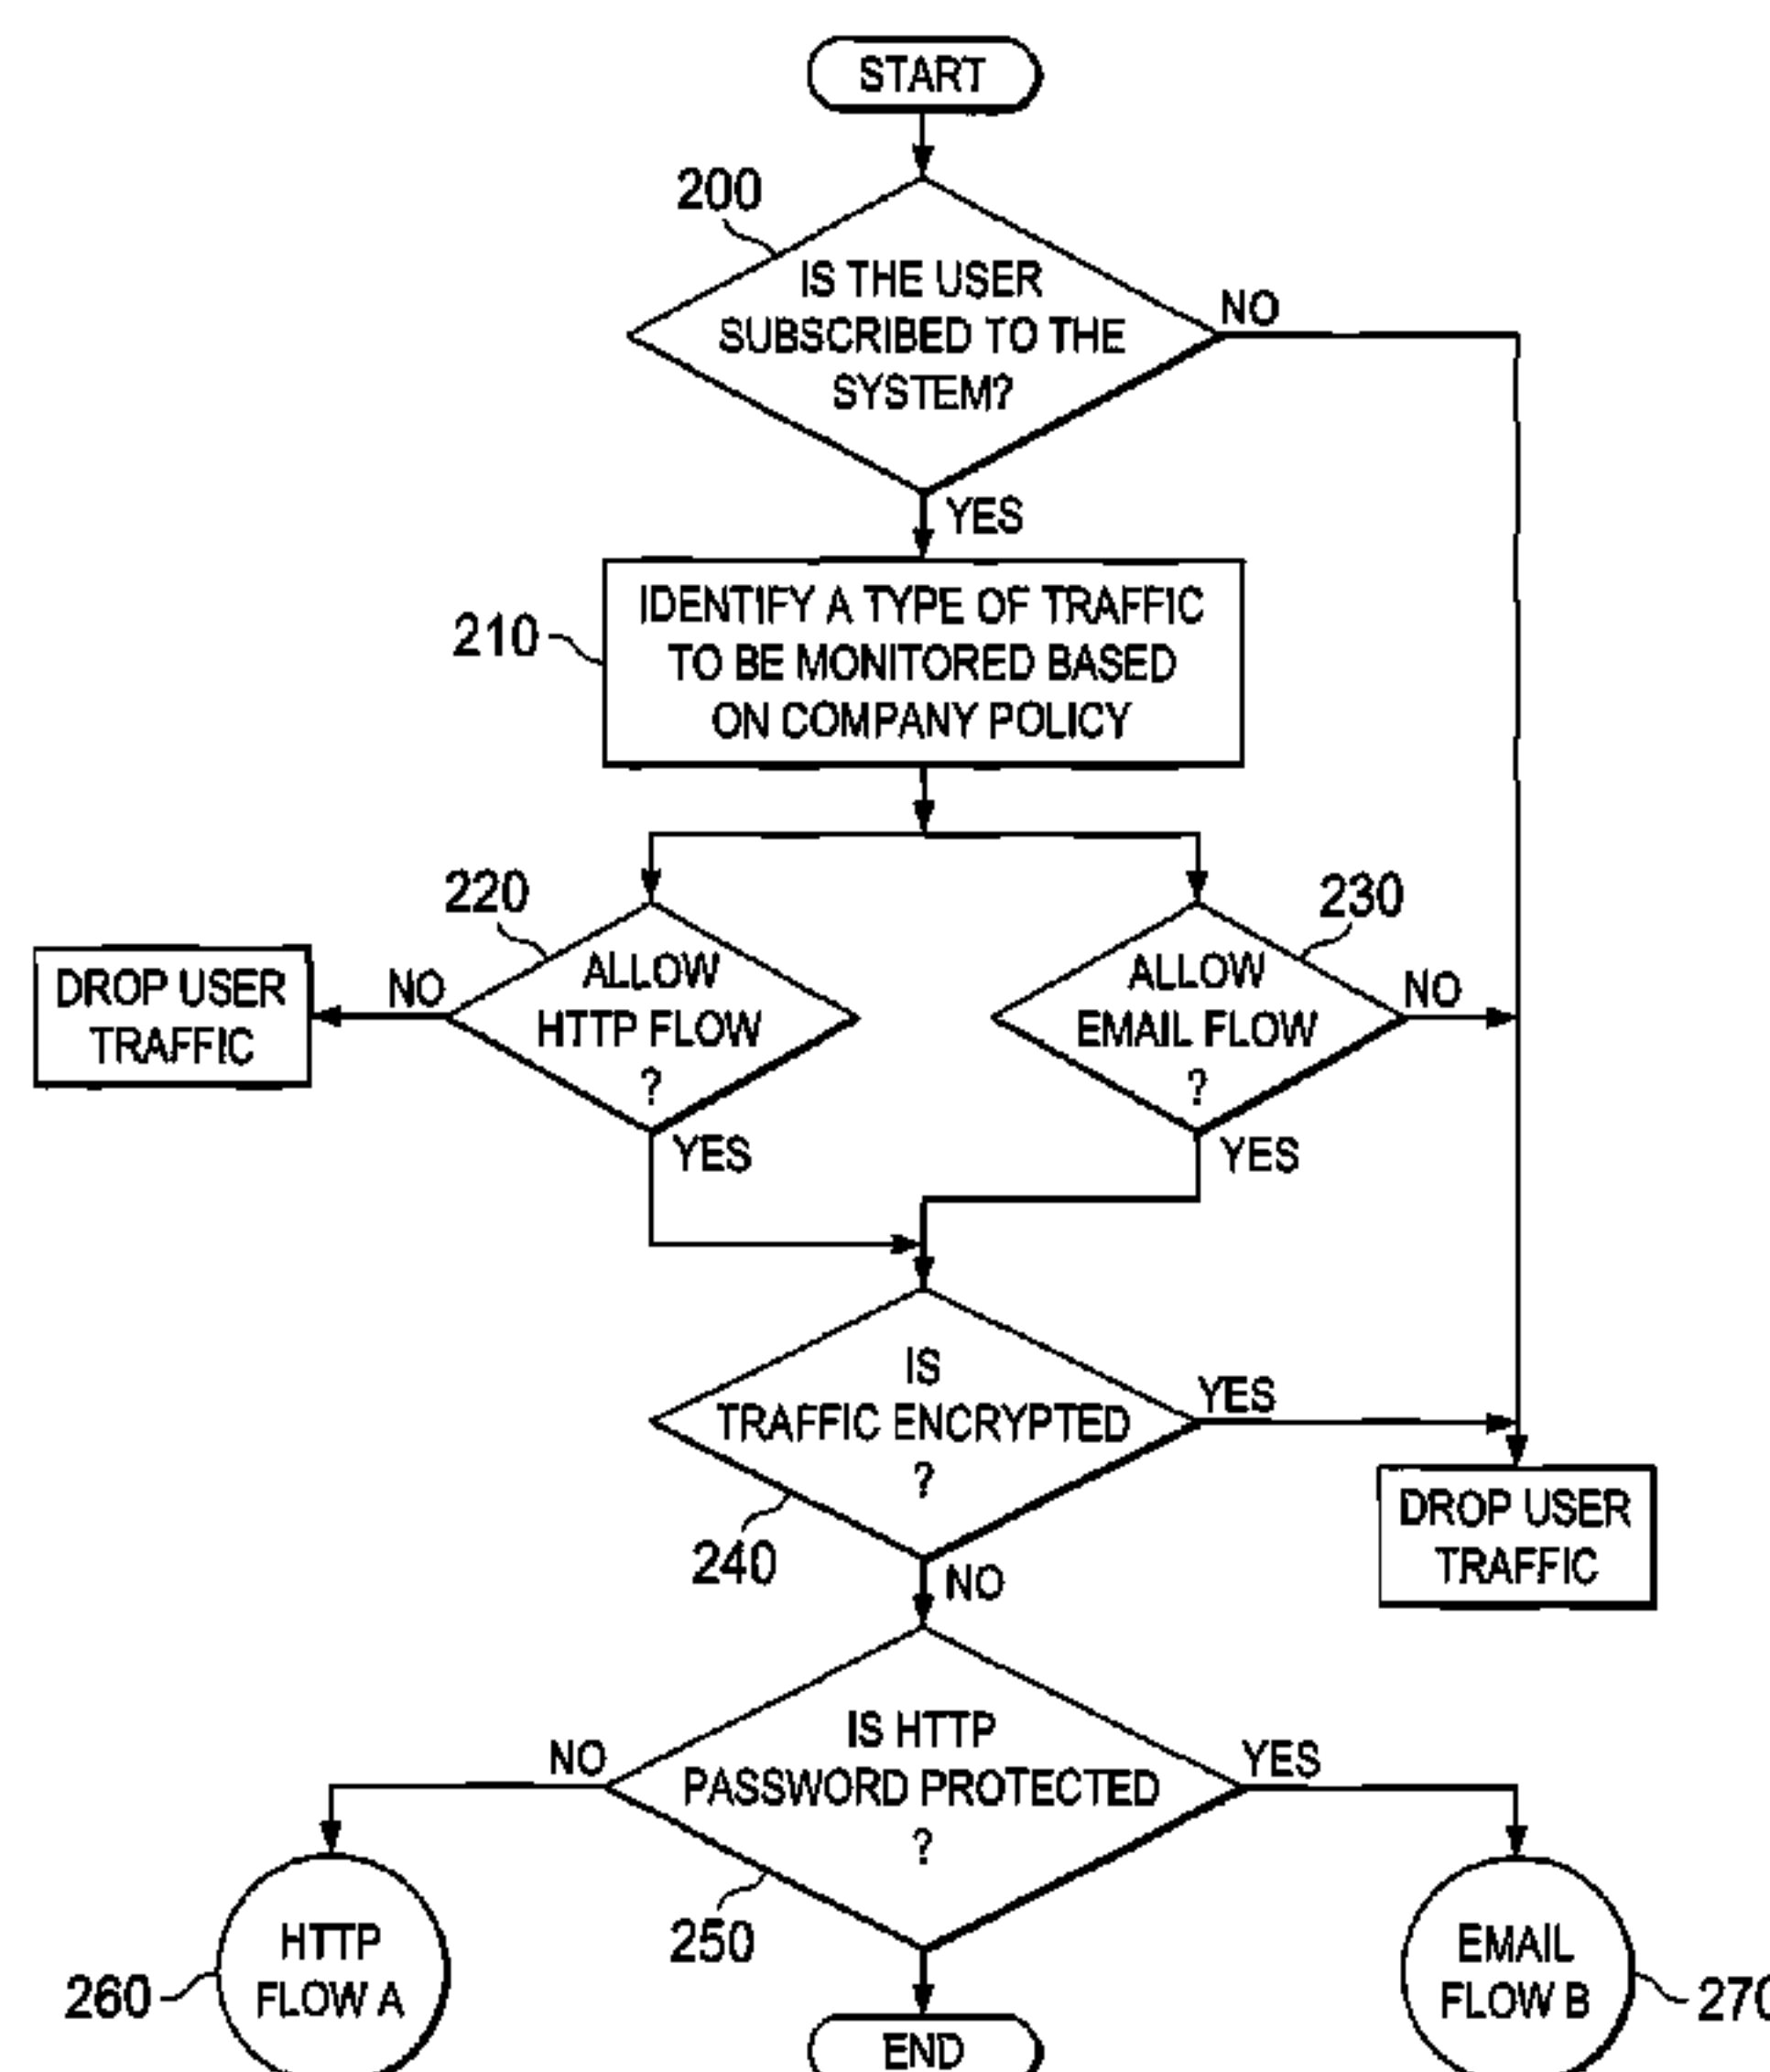 START
200
IS THE USER
SUBSCRIBED TO THE
SYSTEM?
NO
YES
210
IDENTIFY A TYPE OF TRAFFIC
TO BE MONITORED BASED
ON COMPANY POLICY
220
230
DROP USER
TRAFFIC
NO
ALLOW
HTTP FLOW
?
ALLOW
EMAIL FLOW
?
NO
YES
YES
IS
TRAFFIC ENCRYPTED
?
YES
240
NO
DROP USER
TRAFFIC
NO
IS HTTP
PASSWORD PROTECTED
?
YES
250
260
HTTP
FLOW A
EMAIL
FLOW B
270
END